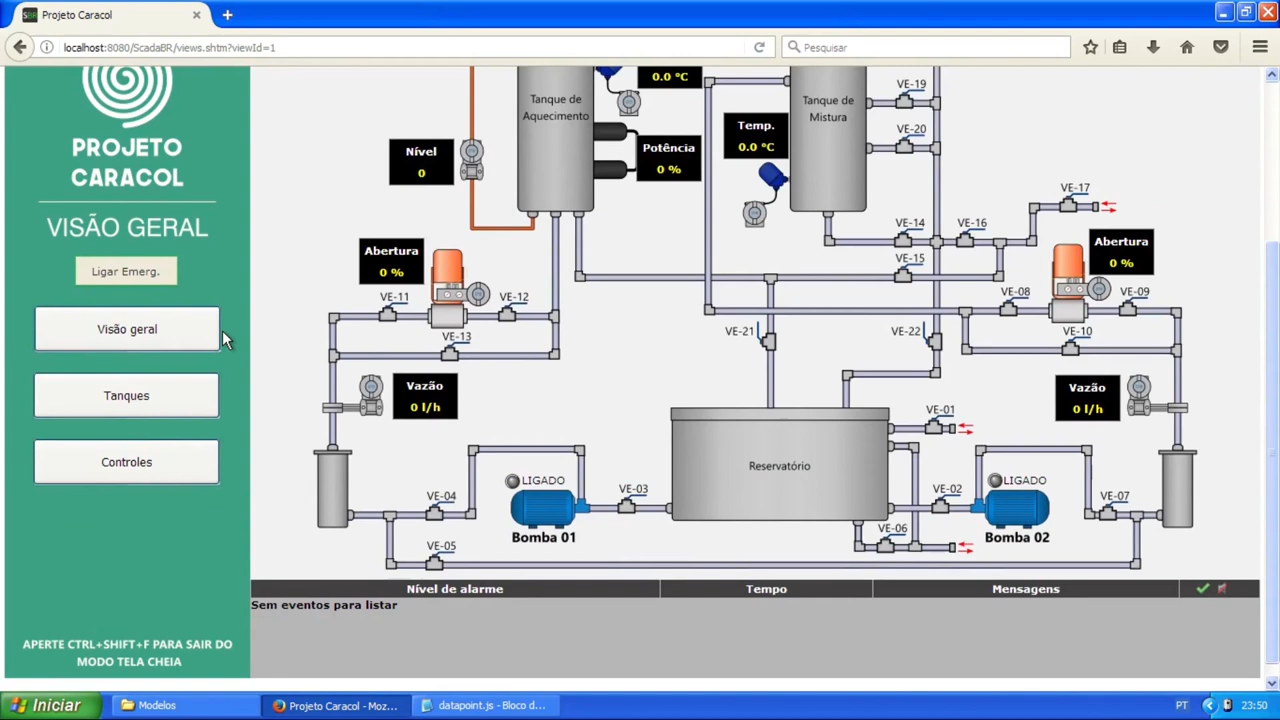 Projeto Caracol
localhost:8080/ScadaBR/views.shtm?viewId=1
Pesquisar
PROJETO
CARACOL
VISÃO GERAL
Ligar Emerg.
Visão geral
Tanques
Controles
APERTE CTRL+SHIFT+F PARA SAIR DO
MODO TELA CHEIA
0.0 °C
Tanque de
Aquecimento
Nível
0
Potência
0 %
Temp.
0.0 °C
Tanque de
Mistura
VE-19
VE-20
VE-17
VE-14
VE-16
VE-15
Abertura
0 %
Abertura
0 %
VE-11
VE-12
VE-13
VE-08
VE-09
VE-10
VE-21
VE-22
Vazão
0 l/h
Vazão
0 l/h
VE-01
Reservatório
LIGADO
LIGADO
VE-04
VE-03
VE-02
VE-07
VE-06
Bomba 01
Bomba 02
VE-05
Nível de alarme
Tempo
Mensagens
Sem eventos para listar
Iniciar
Modelos
Projeto Caracol - Moz...
datapoint.js - Bloco d...
PT
23:50